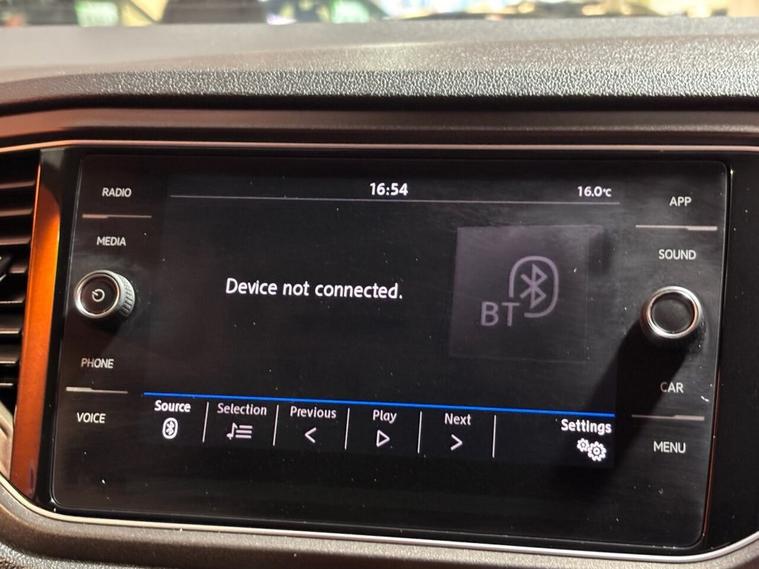 RADIO
MEDIA
PHONE
VOICE
16:54
16.0°C
Device not connected.
BT
Source
Selection
Previous
Play
Next
Settings
APP
SOUND
CAR
MENU